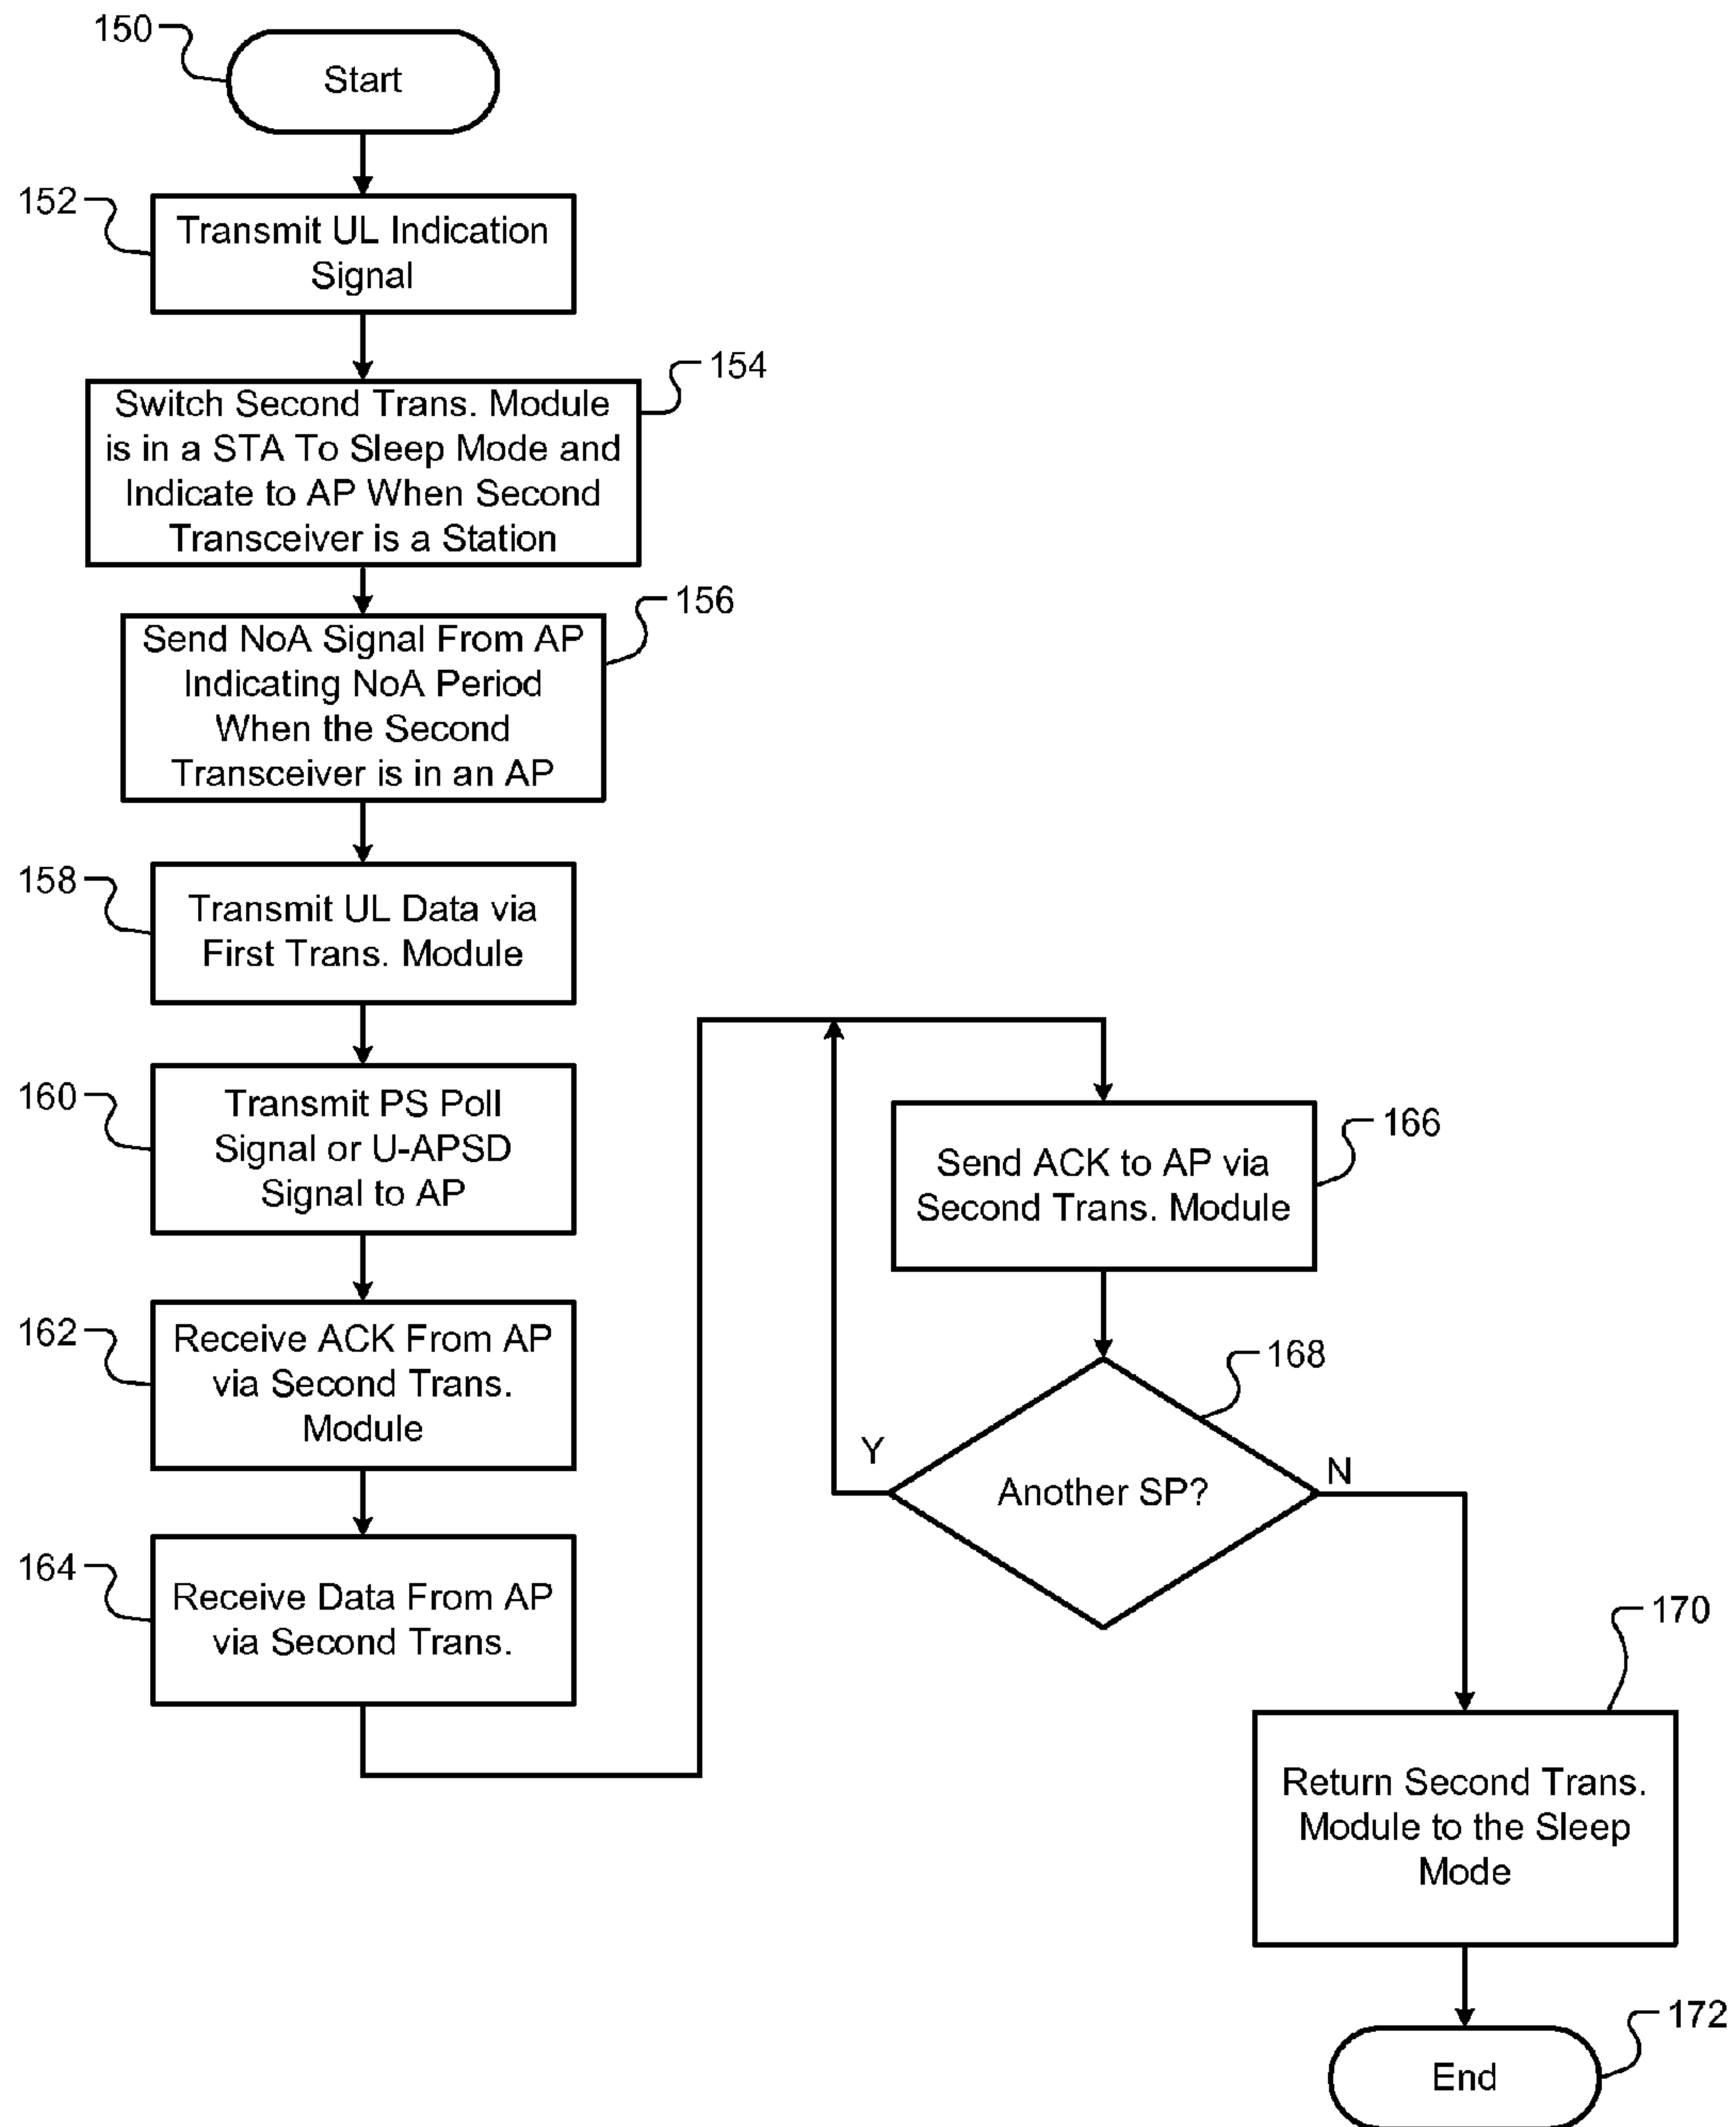 150
Start
152
Transmit UL Indication
Signal
154
Switch Second Trans. Module
is in a STA To Sleep Mode and
Indicate to AP When Second
Transceiver is a Station
156
Send NoA Signal From AP
Indicating NoA Period
When the Second
Transceiver is in an AP
158
Transmit UL Data via
First Trans. Module
160
Transmit PS Poll
Signal or U-APSD
Signal to AP
162
Receive ACK From AP
via Second Trans.
Module
164
Receive Data From AP
via Second Trans.
166
Send ACK to AP via
Second Trans. Module
168
Another SP?
Y
N
170
Return Second Trans.
Module to the Sleep
Mode
172
End